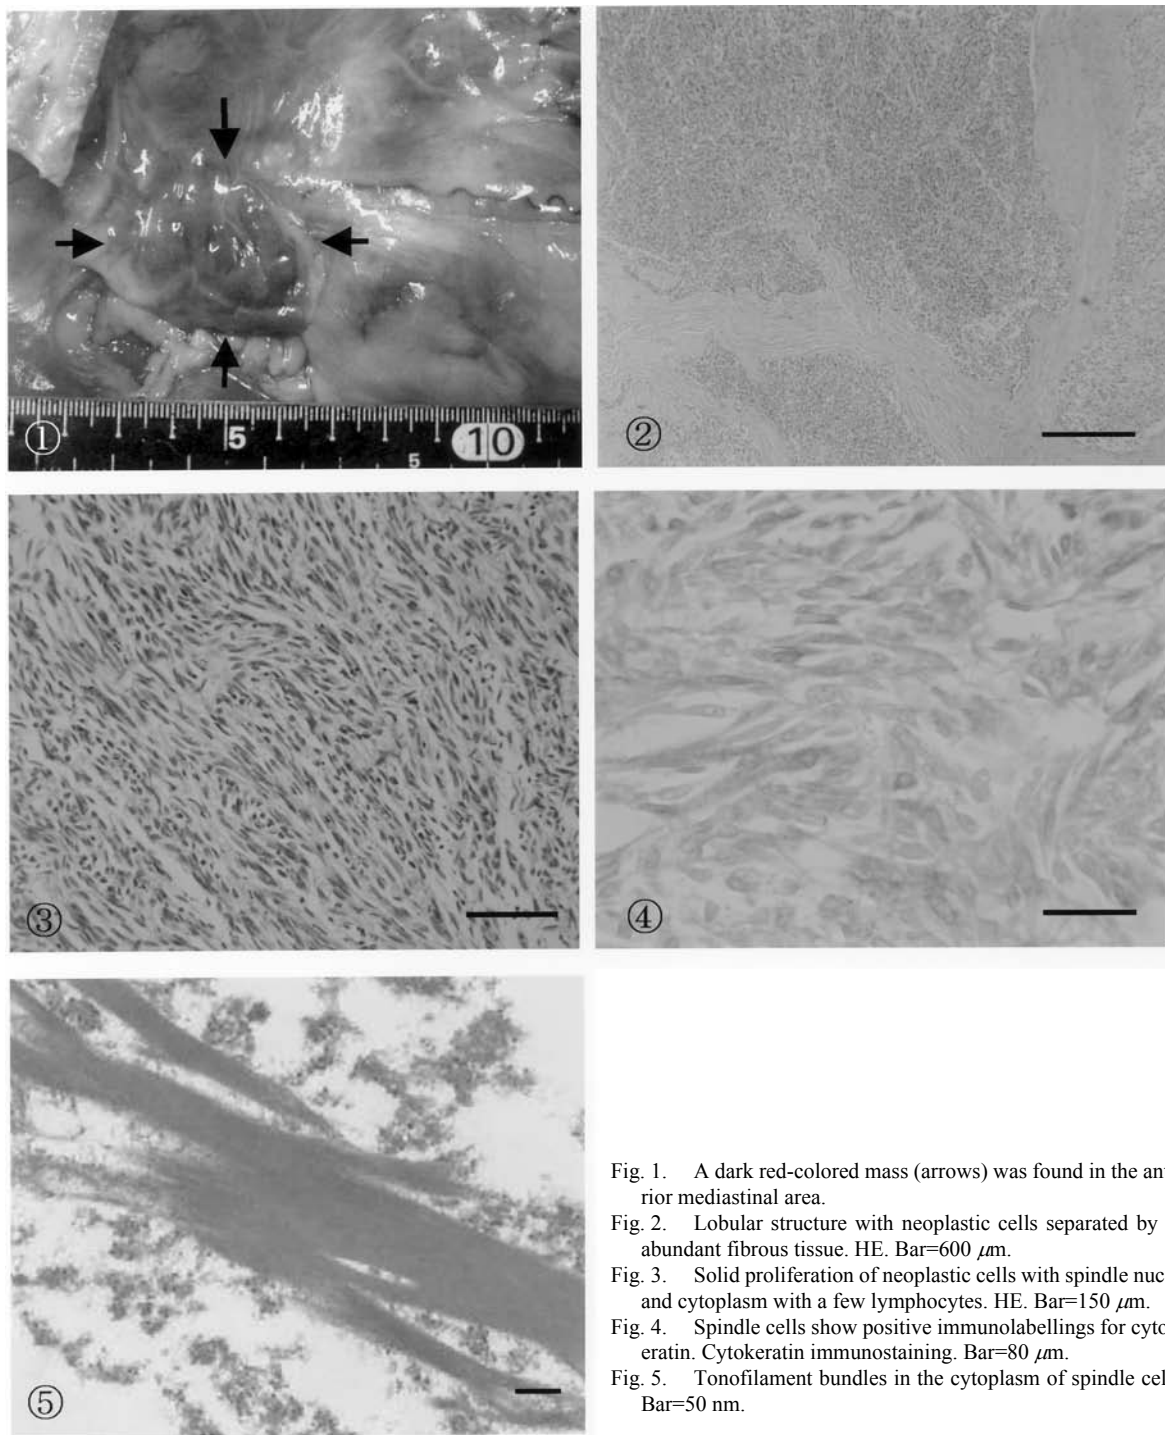 ①
5
10
5
②
③
④
⑤
Fig. 1. A dark red-colored mass (arrows) was found in the
rior mediastinal area.
Fig. 2. Lobular structure with neoplastic cells separated by
abundant fibrous tissue. HE. Bar=600 μm.
Fig. 3. Solid proliferation of neoplastic cells with spindle
and cytoplasm with a few lymphocytes. HE. Bar=150 μm.
Fig. 4. Spindle cells show positive immunolabellings for
eratin. Cytokeratin immunostaining. Bar=80 μm.
Fig. 5. Tonofilament bundles in the cytoplasm of spindle
Bar=50 nm.